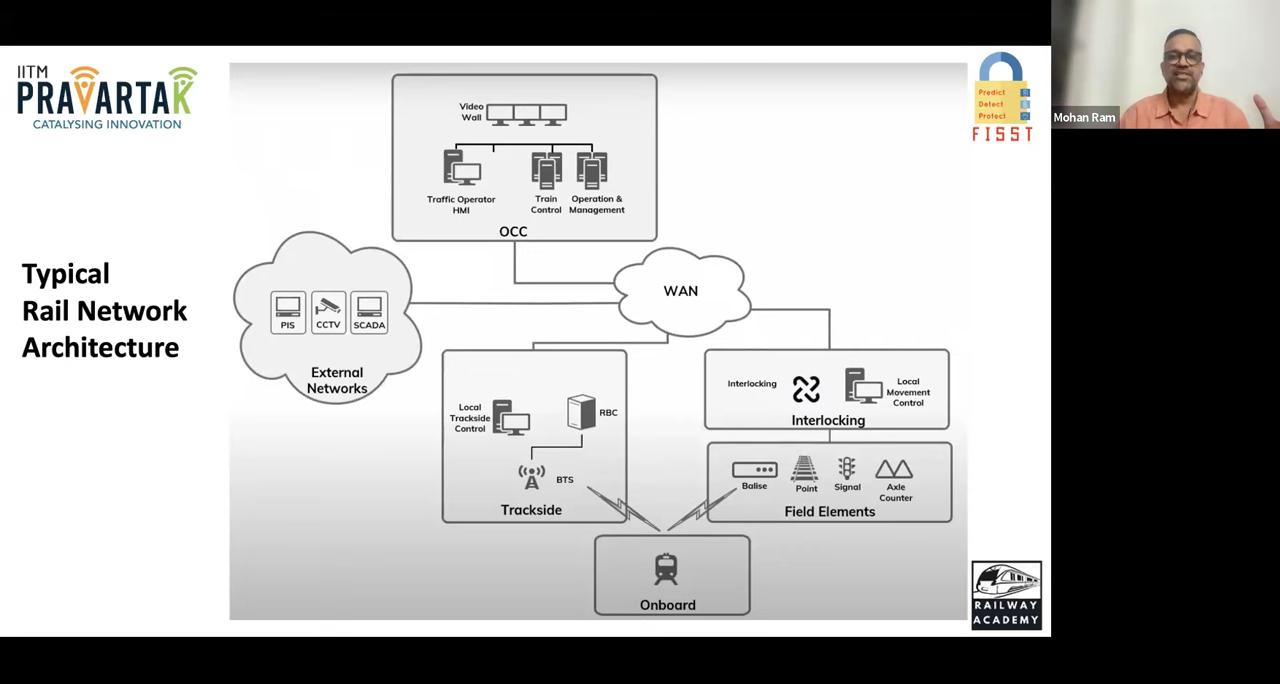 IITM
PRAVARTAK
CATALYSING INNOVATION
Typical
Rail Network
Architecture
Video
Wall
Traffic Operator
HMI
Train
Control
Operation &
Management
OCC
WAN
PIS
CCTV
SCADA
External
Networks
Local
Trackside
Control
RBC
BTS
Trackside
Interlocking
Local
Movement
Control
Interlocking
Balise
Point
Signal
Axle
Counter
Field Elements
Onboard
Predict
Detect
Protect
FISST
RAILWAY
ACADEMY
Mohan Ram